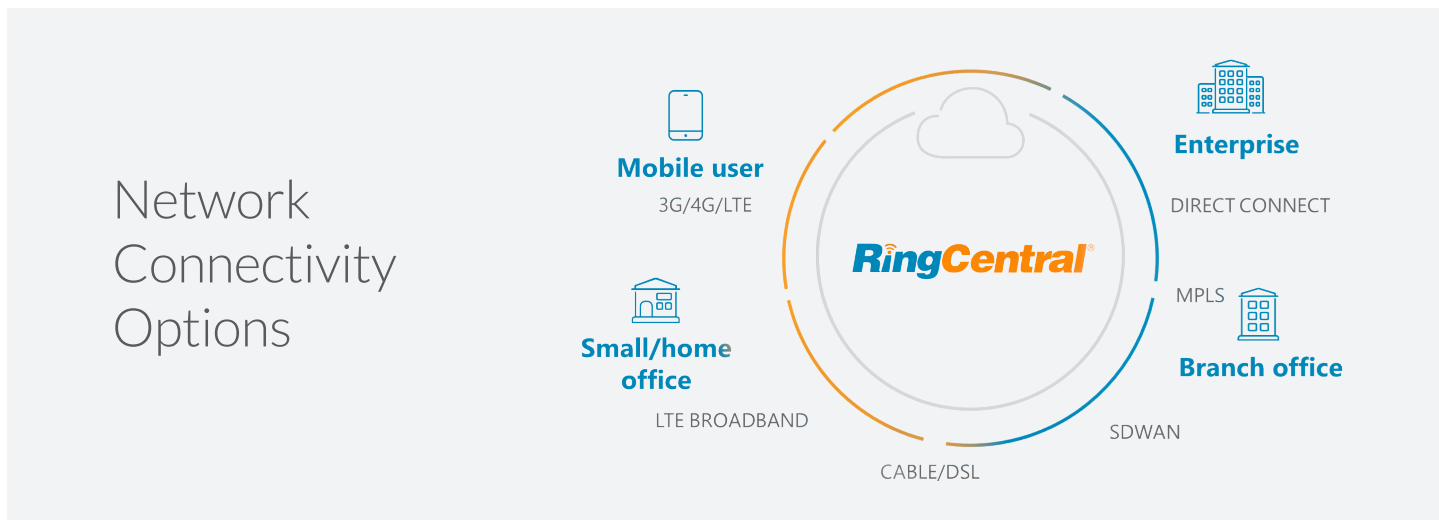 Network
Connectivity
Options
Mobile user
3G/4G/LTE
Small/home
office
LTE BROADBAND
CABLE/DSL
RingCentral®
Enterprise
DIRECT CONNECT
MPLS
Branch office
SDWAN